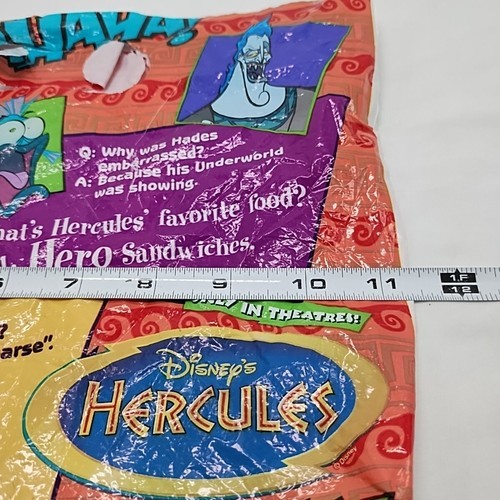 HAHA!
Q: Why was Hades
embarrassed?
A: Because his Underworld
was showing.
hat's Hercules' favorite food?
Hero Sandwiches.
7 8 9 10 11 1F
12
IN THEATRES!
?
arse".
Disney's
HERCULES
© Disney